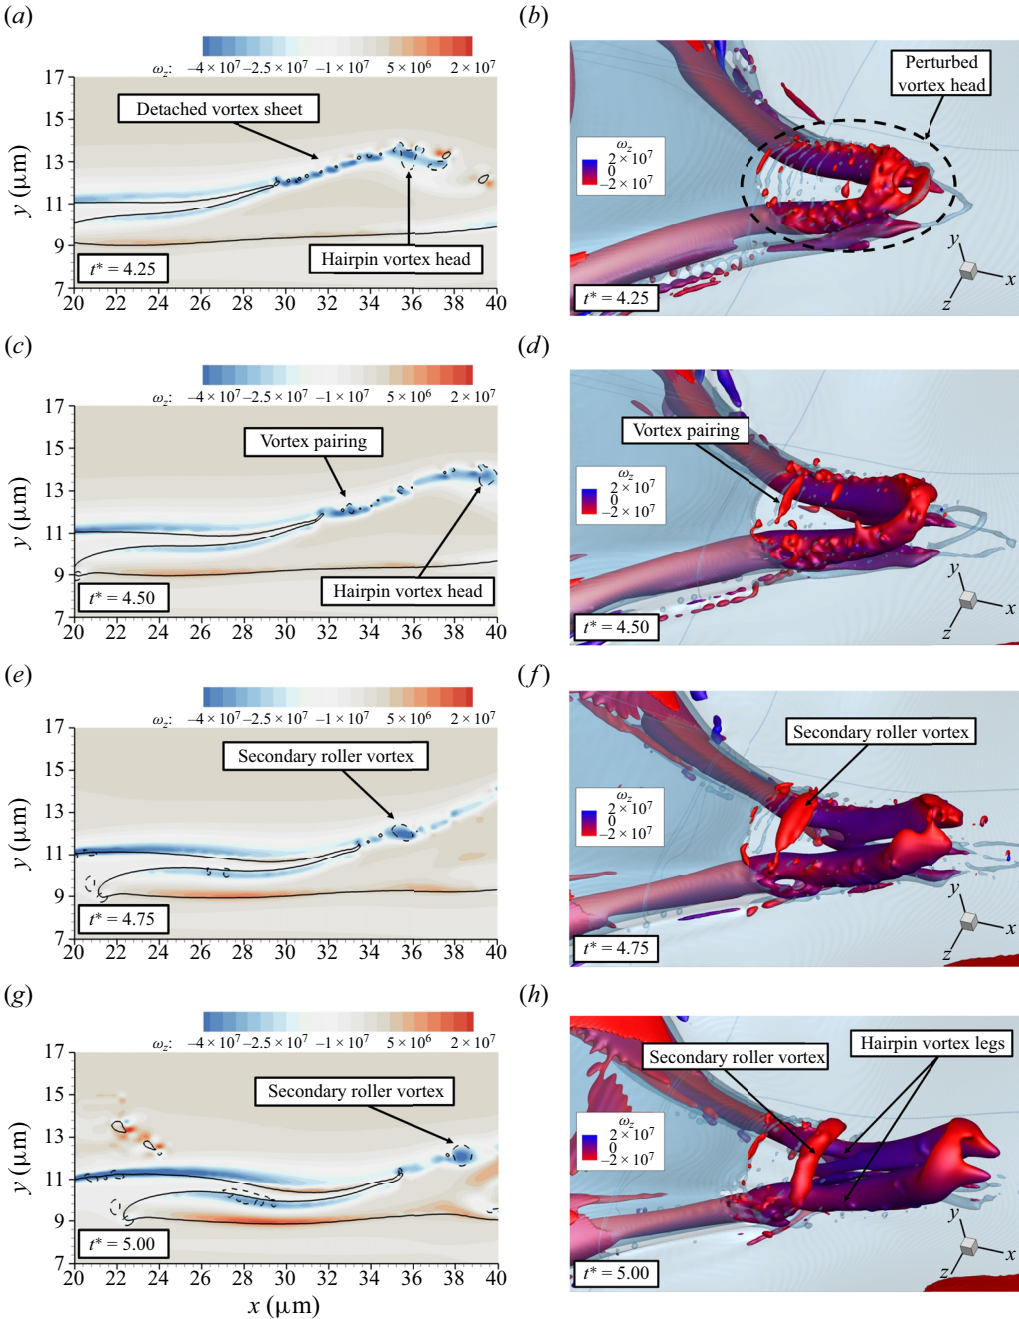 (a)
ω_z: −4 × 10⁷ −2.5 × 10⁷ −1 × 10⁷ 5 × 10⁶ 2 × 10⁷
17
15
13
11
9
7
y (μm)
Detached vortex sheet
Hairpin vortex head
t* = 4.25
20 22 24 26 28 30 32 34 36 38 40
(b)
Perturbed
vortex head
ω_z
2 × 10⁷
0
−2 × 10⁷
y
x
z
t* = 4.25
(c)
ω_z: −4 × 10⁷ −2.5 × 10⁷ −1 × 10⁷ 5 × 10⁶ 2 × 10⁷
17
15
13
11
9
7
y (μm)
Vortex pairing
Hairpin vortex head
t* = 4.50
20 22 24 26 28 30 32 34 36 38 40
(d)
Vortex pairing
ω_z
2 × 10⁷
0
−2 × 10⁷
y
x
z
t* = 4.50
(e)
ω_z: −4 × 10⁷ −2.5 × 10⁷ −1 × 10⁷ 5 × 10⁶ 2 × 10⁷
17
15
13
11
9
7
y (μm)
Secondary roller vortex
t* = 4.75
20 22 24 26 28 30 32 34 36 38 40
(f)
Secondary roller vortex
ω_z
2 × 10⁷
0
−2 × 10⁷
y
x
z
t* = 4.75
(g)
ω_z: −4 × 10⁷ −2.5 × 10⁷ −1 × 10⁷ 5 × 10⁶ 2 × 10⁷
17
15
13
11
9
7
y (μm)
Secondary roller vortex
t* = 5.00
20 22 24 26 28 30 32 34 36 38 40
x (μm)
(h)
Hairpin vortex legs
Secondary roller vortex
ω_z
2 × 10⁷
0
−2 × 10⁷
y
x
z
t* = 5.00